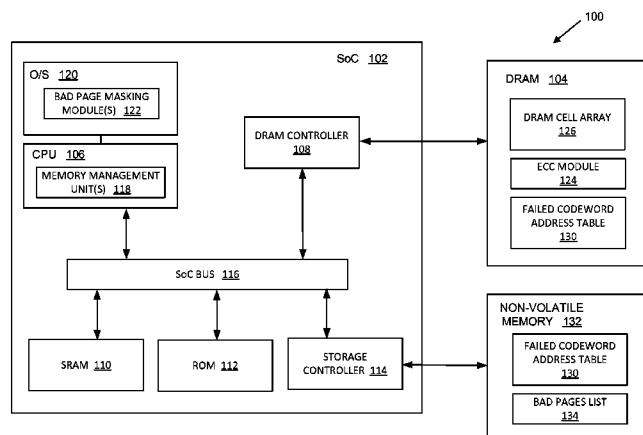 100
SoC 102
O/S 120
BAD PAGE MASKING
MODULE(S) 122
CPU 106
MEMORY MANAGEMENT
UNIT(S) 118
DRAM CONTROLLER
108
SoC BUS 116
SRAM 110
ROM 112
STORAGE
CONTROLLER 114
DRAM 104
DRAM CELL ARRAY
126
ECC MODULE
124
FAILED CODEWORD
ADDRESS TABLE
130
NON-VOLATILE
MEMORY 132
FAILED CODEWORD
ADDRESS TABLE
130
BAD PAGES LIST
134